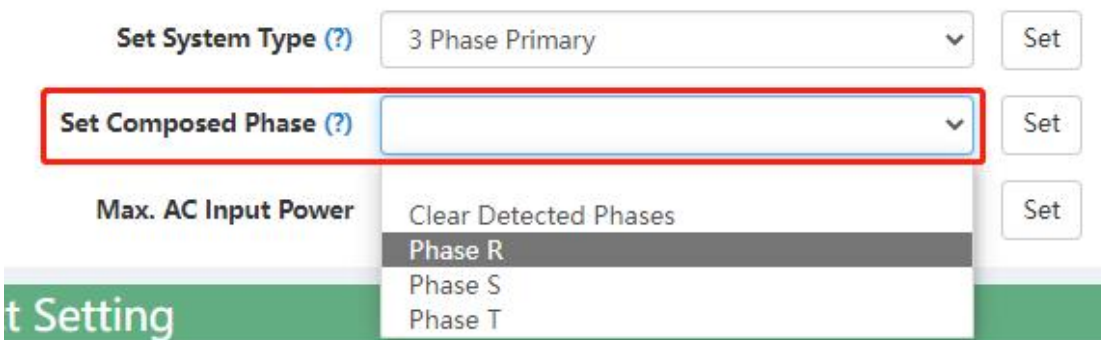 Set System Type (?) 3 Phase Primary Set
Set Composed Phase (?) Set
Max. AC Input Power Set
Clear Detected Phases
Phase R
Phase S
Phase T
t Setting